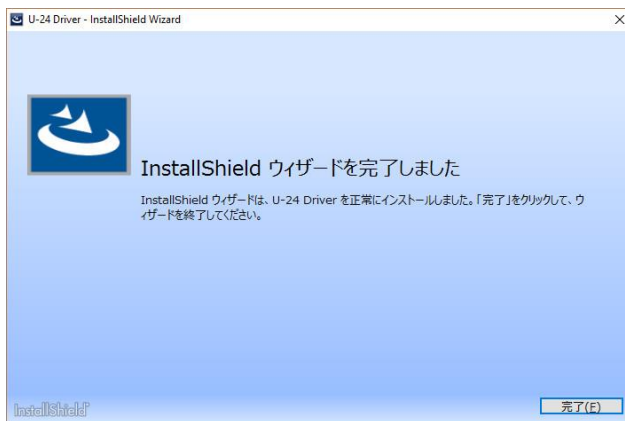 U-24 Driver - InstallShield Wizard
InstallShield ウィザードを完了しました
InstallShield ウィザードは、U-24 Driver を正常にインストールしました。「完了」をクリックして、ウ
ィザードを終了してください。
InstallShield
完了(F)